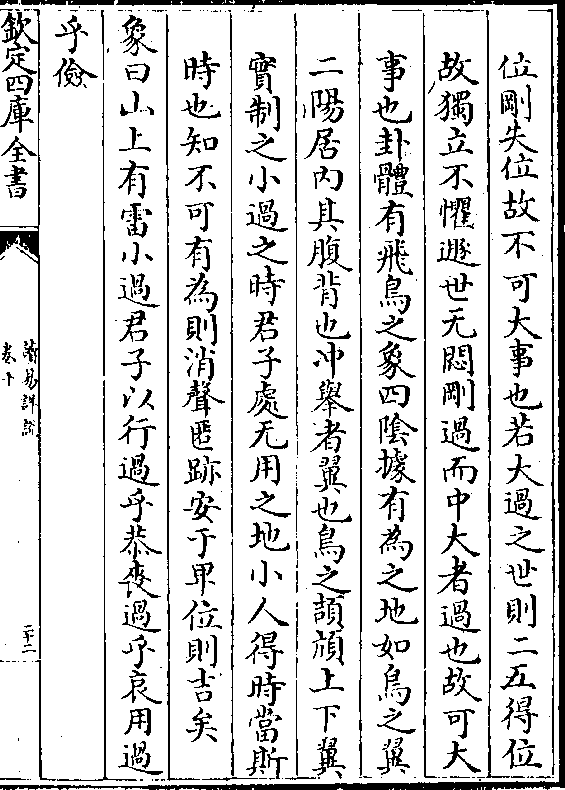 位剛失位故不可大事也若大過之世則二五得位
故獨立不懼遯世无悶剛過而中大者過也故可大
事也卦體有飛鳥之象四陰據有為之地如鳥之翼
二陽居內其腹背也冲舉者翼也鳥之頡頏上下翼
實制之小過之時君子處无用之地小人得時當斯
時也知不可有為則消聲匿跡安于卑位則吉矣
象曰山上有雷小過君子以行過乎恭喪過乎哀用過
乎儉
欽定四庫全書
讀易詳説
卷下
二十二